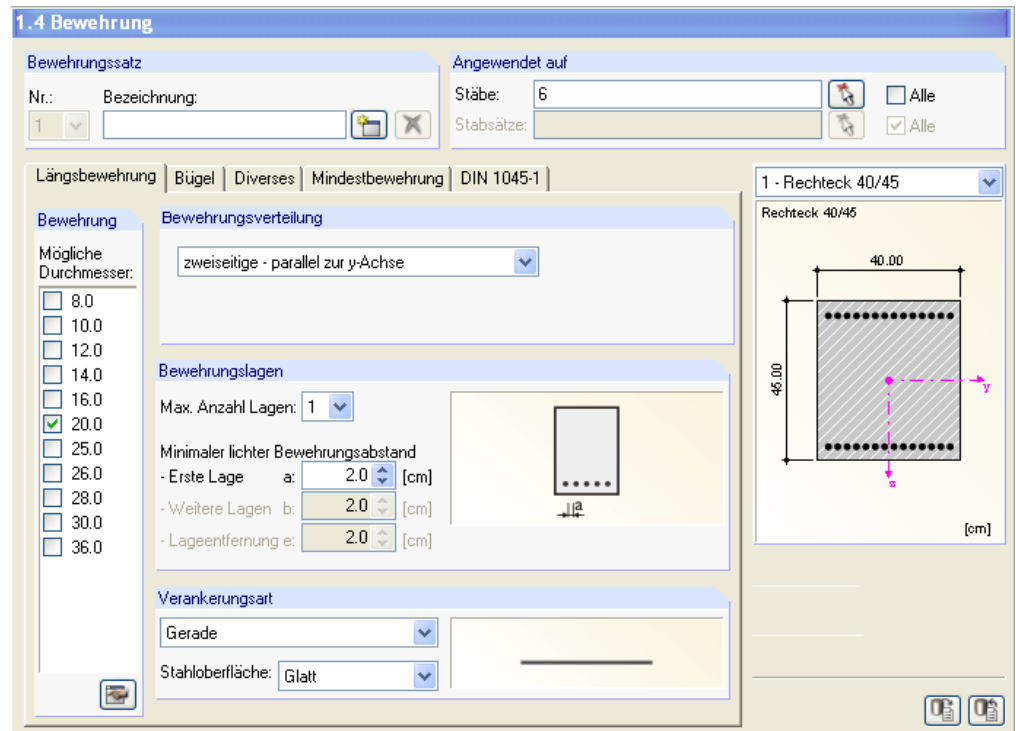 1.4 Bewehrung
Bewehrungssatz
Nr.: Bezeichnung:
1
Angewendet auf
Stäbe: 6 Alle
Stabsätze: Alle
Längsbewehrung Bügel Diverses Mindestbewehrung DIN 1045-1
Bewehrung
Mögliche
Durchmesser:
8.0
10.0
12.0
14.0
16.0
20.0
25.0
26.0
28.0
30.0
36.0
Bewehrungsverteilung
zweiseitige - parallel zur y-Achse
Bewehrungslagen
Max. Anzahl Lagen: 1
Minimaler lichter Bewehrungsabstand
- Erste Lage a: 2.0 [cm]
- Weitere Lagen b: 2.0 [cm]
- Lageentfernung e: 2.0 [cm]
a
Verankerungsart
Gerade
Stahloberfläche: Glatt
1 - Rechteck 40/45
Rechteck 40/45
40.00
45.00
y
z
[cm]